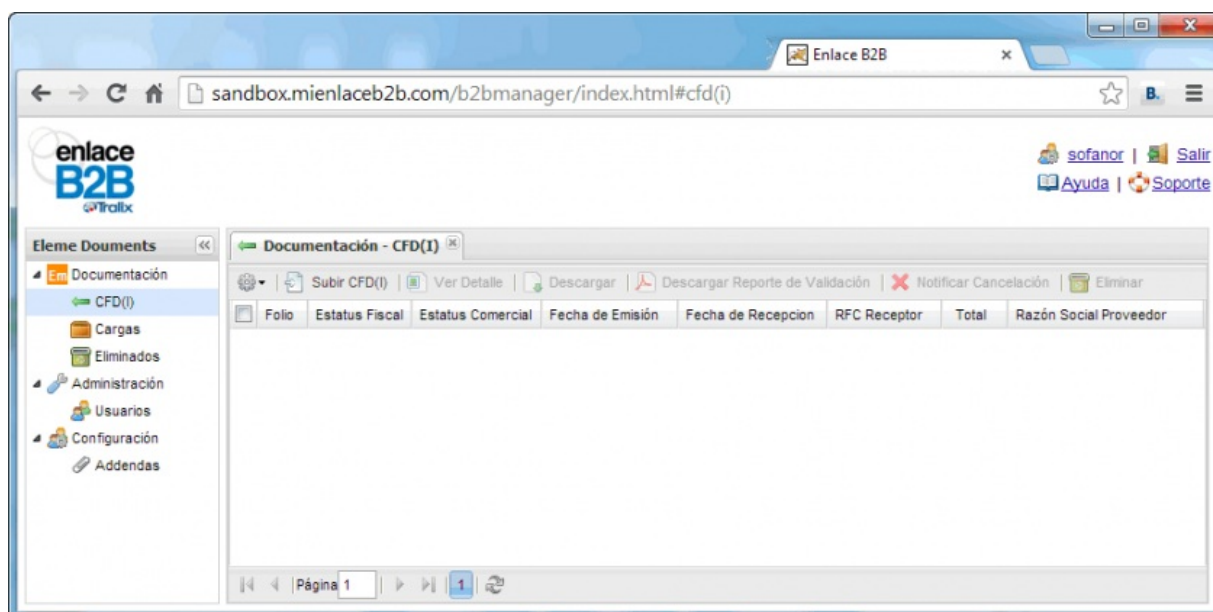 Enlace B2B
sandbox.mienlaceb2b.com/b2bmanager/index.html#cfd(i)
B.
enlace
B2B
Tralix
sofanor | Salir
Ayuda | Soporte
Eleme Douments
Documentación - CFD(I)
Em Documentación
CFD(I)
Cargas
Eliminados
Administración
Usuarios
Configuración
Addendas
Subir CFD(I) | Ver Detalle | Descargar | Descargar Reporte de Validación | Notificar Cancelación | Eliminar
Folio Estatus Fiscal Estatus Comercial Fecha de Emisión Fecha de Recepcion RFC Receptor Total Razón Social Proveedor
Página 1 1